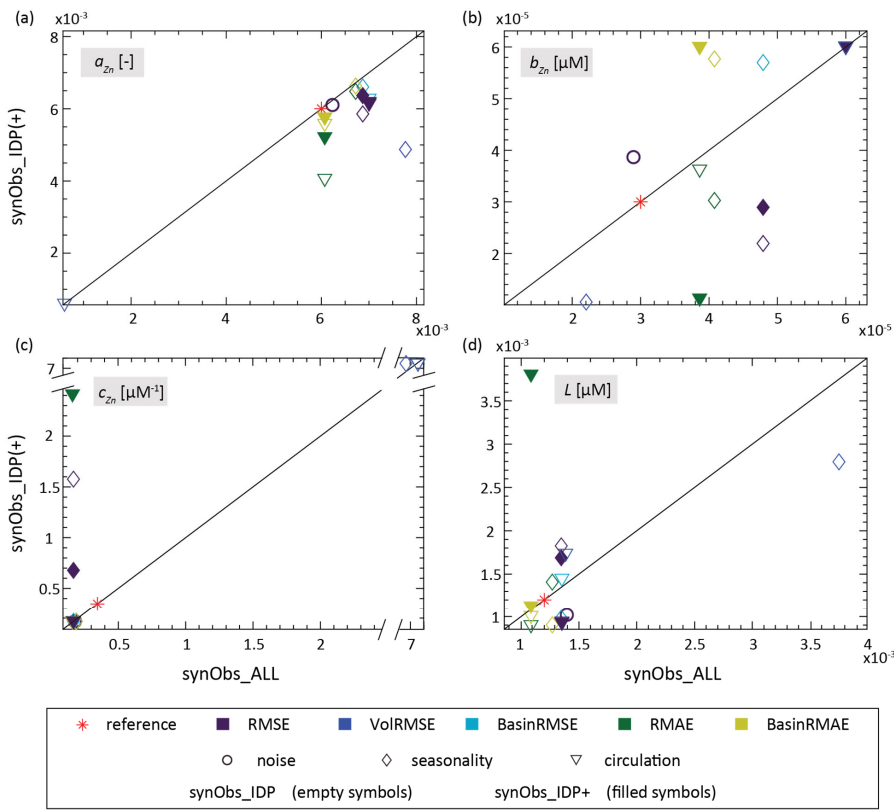 (a)
x10⁻³
8
a_Zn [-]
6
4
2
synObs_IDP(+)
2
4
6
8
x10⁻³
(b)
x10⁻⁵
b_Zn [µM]
6
5
4
3
2
2
3
4
5
6
x10⁻⁵
(c)
7
c_Zn [µM⁻¹]
2
1.5
1
0.5
synObs_IDP(+)
0.5
1
1.5
2
7
synObs_ALL
(d)
x10⁻³
L [µM]
3.5
3
2.5
2
1.5
1
1
1.5
2
2.5
3
3.5
4
x10⁻³
synObs_ALL
reference RMSE VolRMSE BasinRMSE RMAE BasinRMAE
noise seasonality circulation
synObs_IDP (empty symbols) synObs_IDP+ (filled symbols)